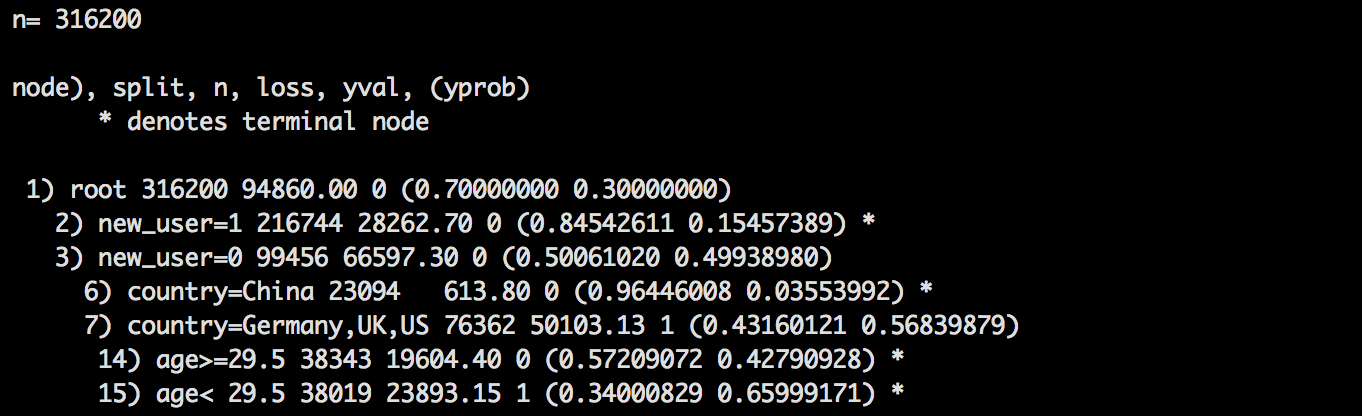 n= 316200
node), split, n, loss, yval, (yprob)
* denotes terminal node
1) root 316200 94860.00 0 (0.70000000 0.30000000)
2) new_user=1 216744 28262.70 0 (0.84542611 0.15457389) *
3) new_user=0 99456 66597.30 0 (0.50061020 0.49938980)
6) country=China 23094   613.80 0 (0.96446008 0.03553992) *
7) country=Germany,UK,US 76362 50103.13 1 (0.43160121 0.56839879)
14) age>=29.5 38343 19604.40 0 (0.57209072 0.42790928) *
15) age< 29.5 38019 23893.15 1 (0.34000829 0.65999171) *